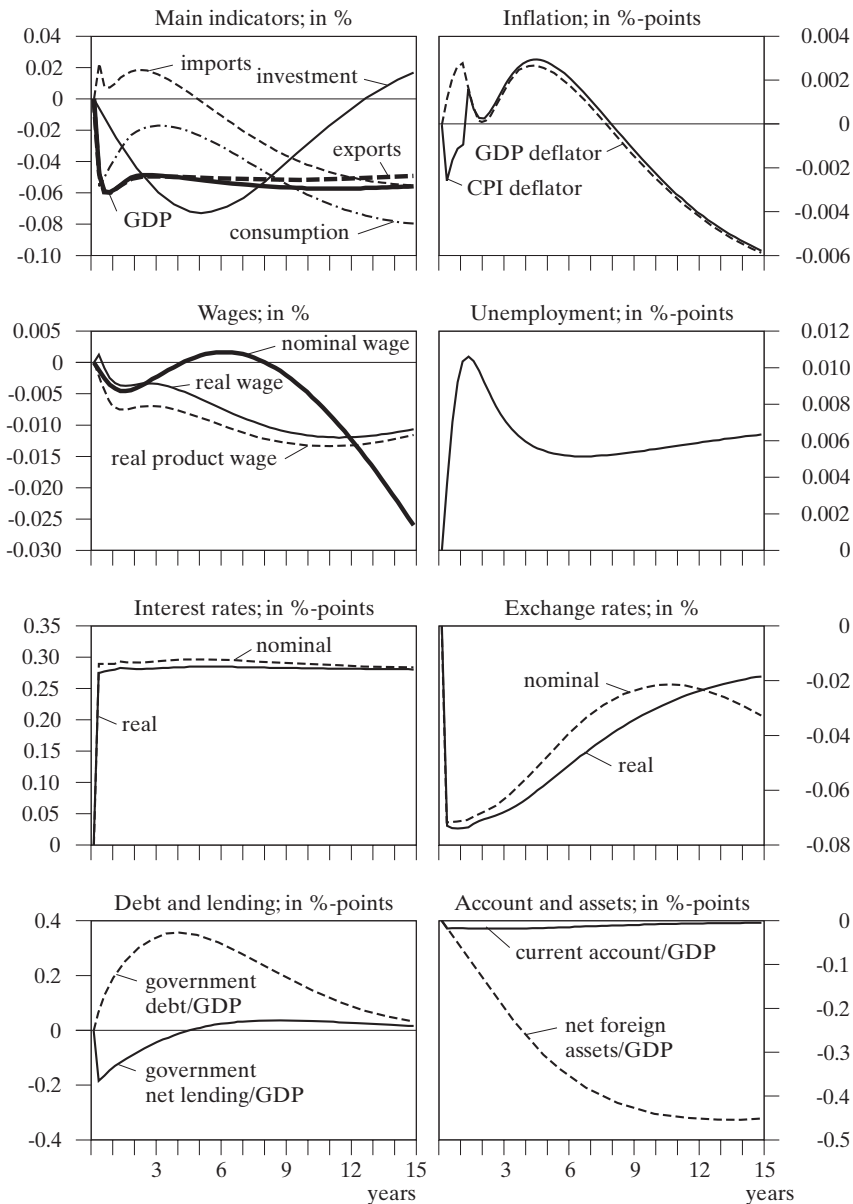 Main indicators; in %
0.04
0.02
0
-0.02
-0.04
-0.06
-0.08
-0.10
imports
investment
exports
GDP
consumption
Inflation; in %-points
0.004
0.002
0
-0.002
-0.004
-0.006
GDP deflator
CPI deflator
Wages; in %
0.005
0
-0.005
-0.010
-0.015
-0.020
-0.025
-0.030
nominal wage
real wage
real product wage
Unemployment; in %-points
0.012
0.010
0.008
0.006
0.004
0.002
0
Interest rates; in %-points
0.35
0.30
0.25
0.20
0.15
0.10
0.05
0
nominal
real
Exchange rates; in %
0
-0.02
-0.04
-0.06
-0.08
nominal
real
Debt and lending; in %-points
0.4
0.2
0
-0.2
-0.4
government
debt/GDP
government
net lending/GDP
3 6 9 12 15
years
Account and assets; in %-points
0
-0.1
-0.2
-0.3
-0.4
-0.5
current account/GDP
net foreign
assets/GDP
3 6 9 12 15
years